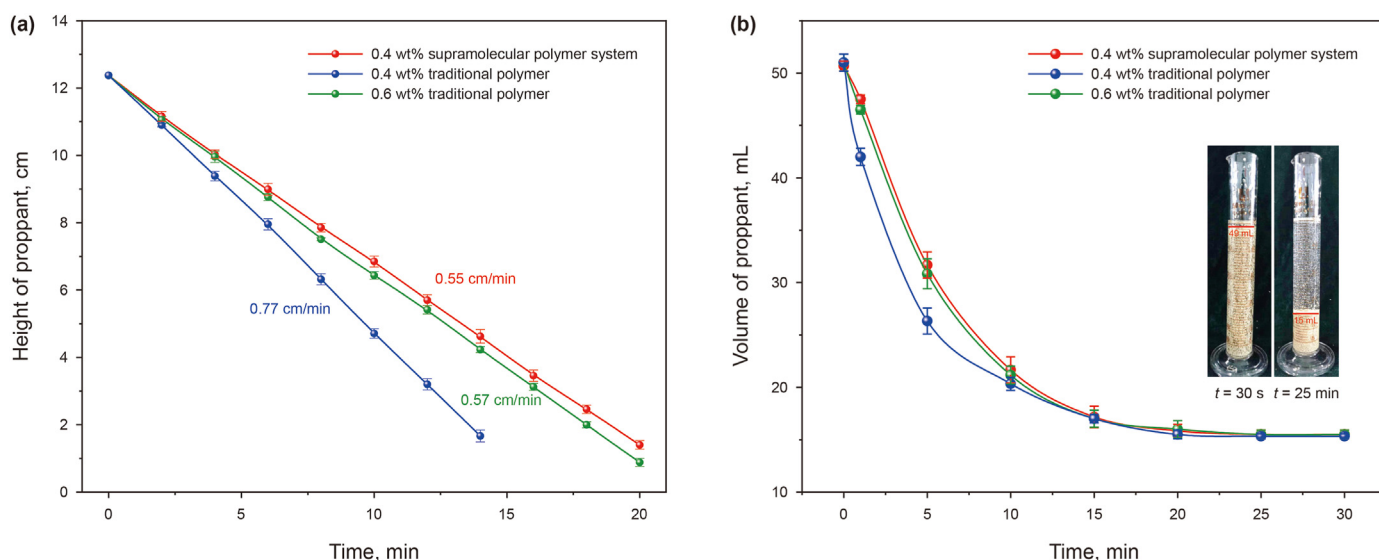 (a)
0.4 wt% supramolecular polymer system
0.4 wt% traditional polymer
0.6 wt% traditional polymer
Height of proppant, cm
14
12
10
8
6
4
2
0
0.55 cm/min
0.77 cm/min
0.57 cm/min
0 5 10 15 20
Time, min
(b)
0.4 wt% supramolecular polymer system
0.4 wt% traditional polymer
0.6 wt% traditional polymer
Volume of proppant, mL
50
40
30
20
10
49 mL
15 mL
t = 30 s
t = 25 min
0 5 10 15 20 25 30
Time, min